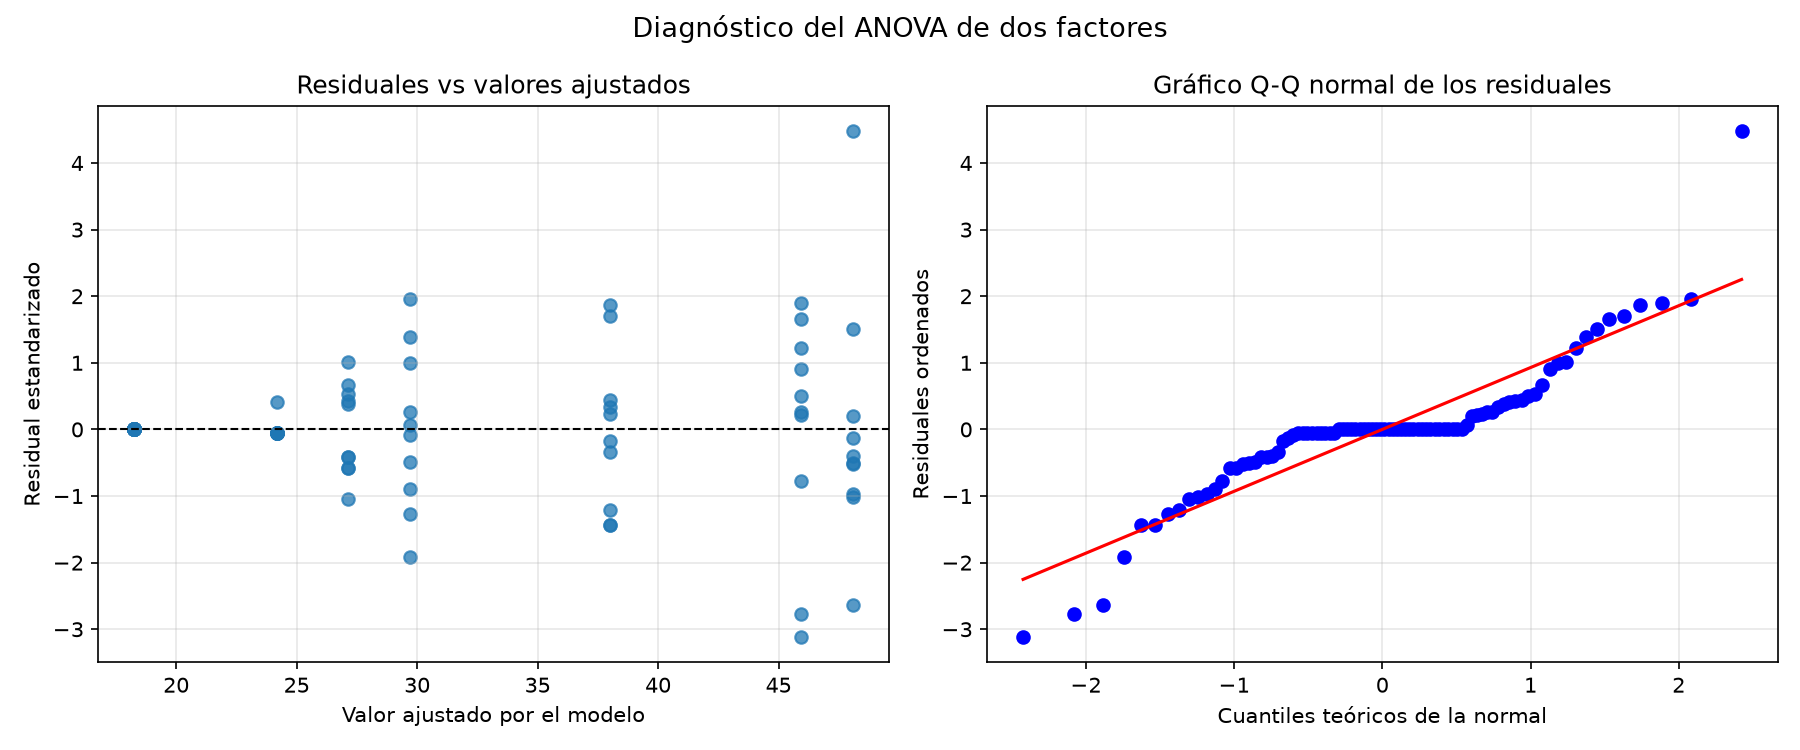 Diagnóstico del ANOVA de dos factores
Residuales vs valores ajustados
Residual estandarizado
4
3
2
1
0
−1
−2
−3
20 25 30 35 40 45
Valor ajustado por el modelo
Gráfico Q-Q normal de los residuales
Residuales ordenados
4
3
2
1
0
−1
−2
−3
−2 −1 0 1 2
Cuantiles teóricos de la normal